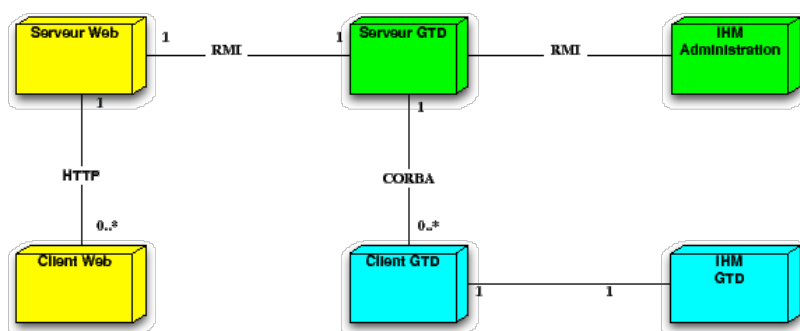 Serveur Web
1
RMI
1
Serveur GTD
RMI
IHM
Administration
1
1
HTTP
CORBA
0..*
0..*
Client Web
Client GTD
1
1
IHM
GTD